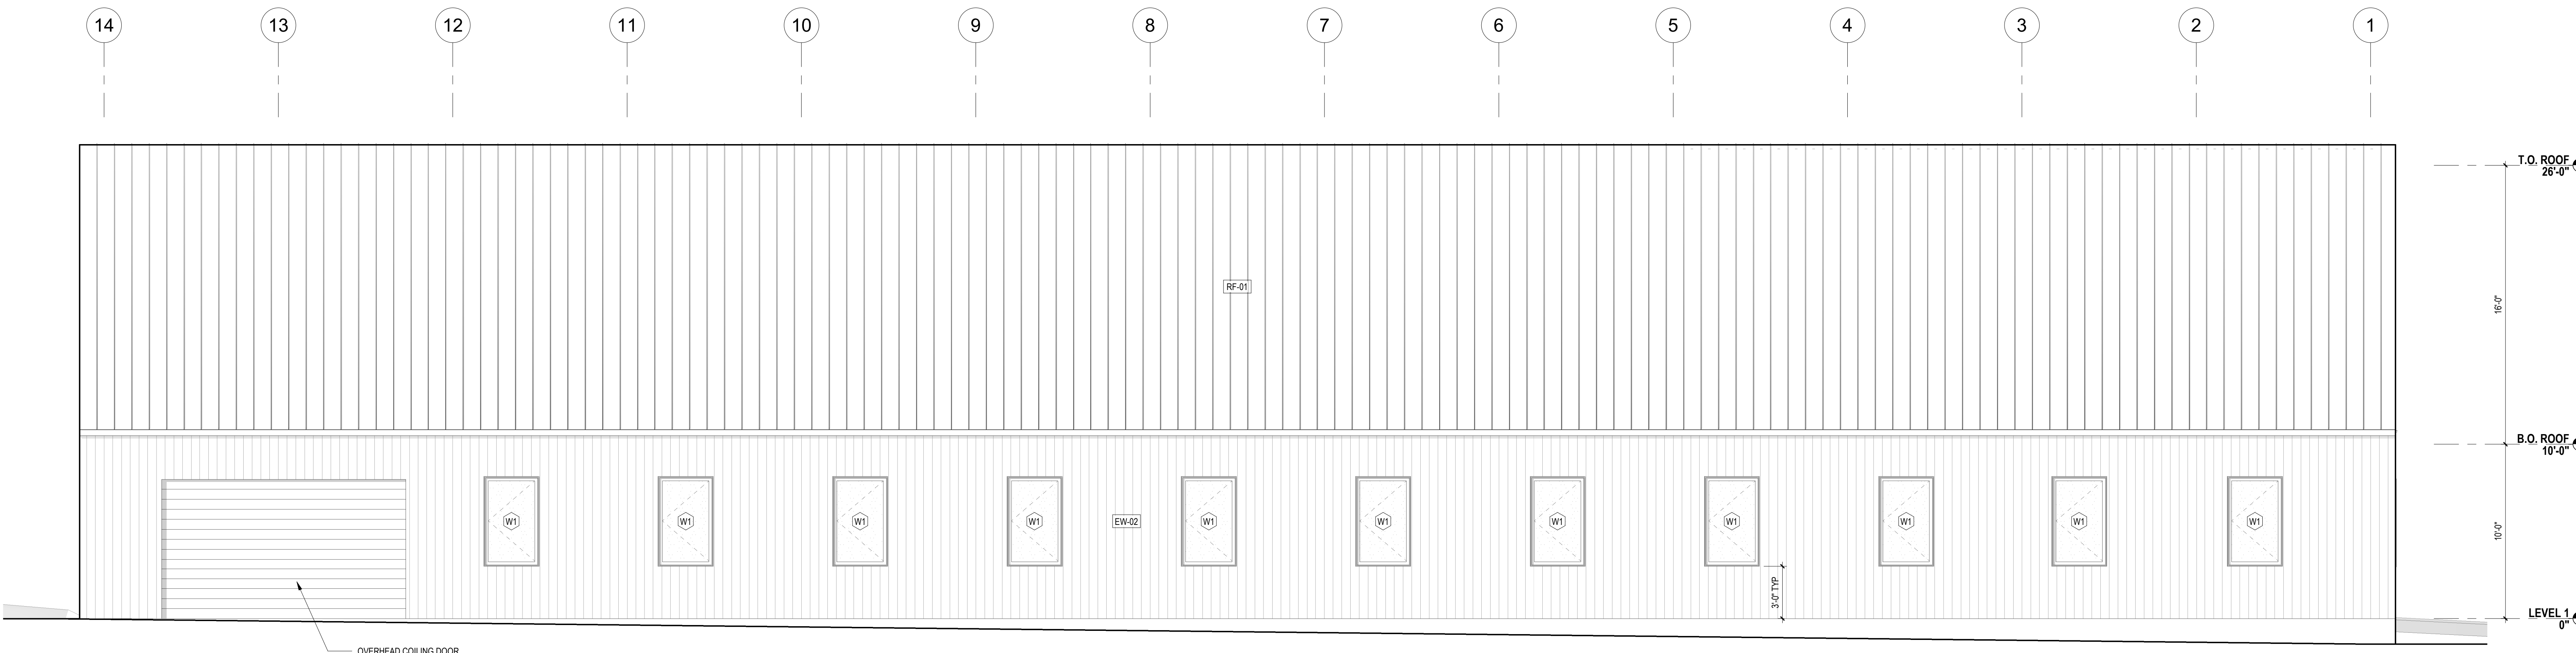 14 13 12 11 10 9 8 7 6 5 4 3 2 1
T.O. ROOF
26'-0"
RF-01
16'-0"
B.O. ROOF
10'-0"
W1 W1 W1 W1 EW-02 W1 W1 W1 W1 W1 W1 W1
10'-0"
3'-0" TYP
LEVEL 1
0"
OVERHEAD COILING DOOR